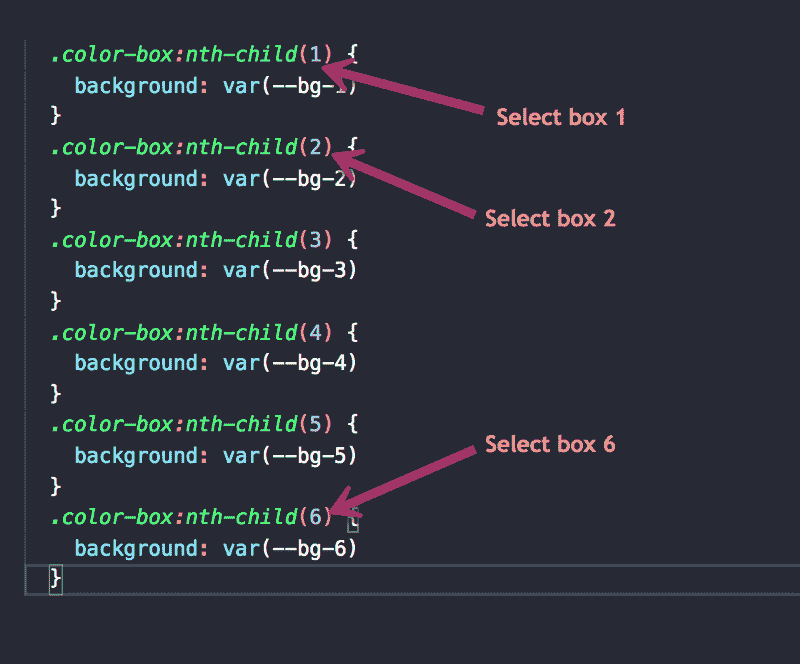 .color-box:nth-child(1) {
background: var(--bg-1)
Select box 1
}
.color-box:nth-child(2) {
background: var(--bg-2)
Select box 2
}
.color-box:nth-child(3) {
background: var(--bg-3)
}
.color-box:nth-child(4) {
background: var(--bg-4)
}
.color-box:nth-child(5) {
background: var(--bg-5)
Select box 6
}
.color-box:nth-child(6) {
background: var(--bg-6)
}